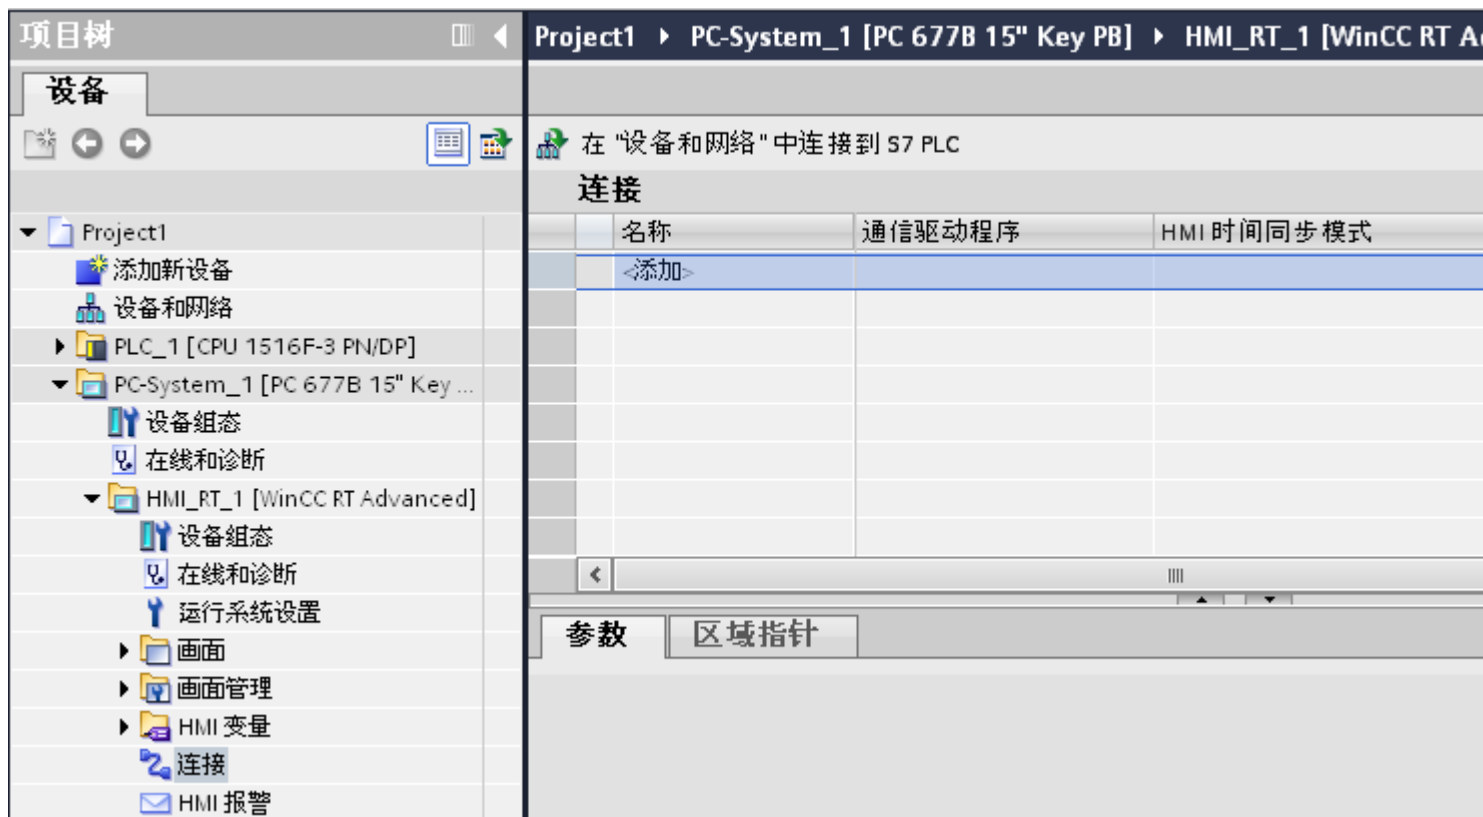 项目树
Project1 ▸ PC-System_1 [PC 677B 15" Key PB] ▸ HMI_RT_1 [WinCC RT
设备
在 "设备和网络" 中连接到 S7 PLC
连接
名称 通信驱动程序 HMI 时间同步模式
<添加>
Project1
添加新设备
设备和网络
PLC_1 [CPU 1516F-3 PN/DP]
PC-System_1 [PC 677B 15" Key ...
设备组态
在线和诊断
HMI_RT_1 [WinCC RT Advanced]
设备组态
在线和诊断
运行系统设置
画面
画面管理
HMI 变量
连接
HMI 报警
参数 区域指针